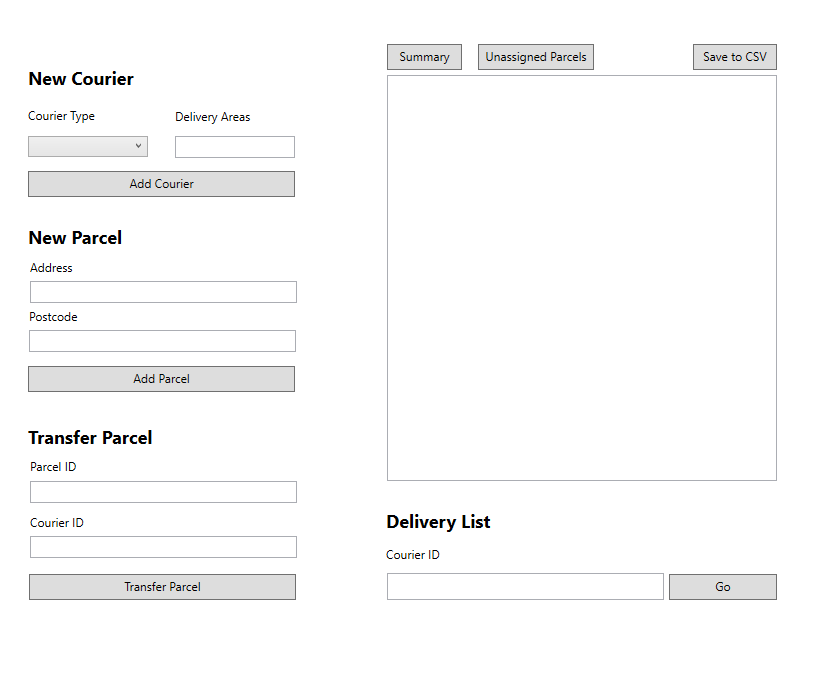 New Courier
Courier Type
Delivery Areas
Add Courier
New Parcel
Address
Postcode
Add Parcel
Transfer Parcel
Parcel ID
Courier ID
Transfer Parcel
Summary
Unassigned Parcels
Save to CSV
Delivery List
Courier ID
Go